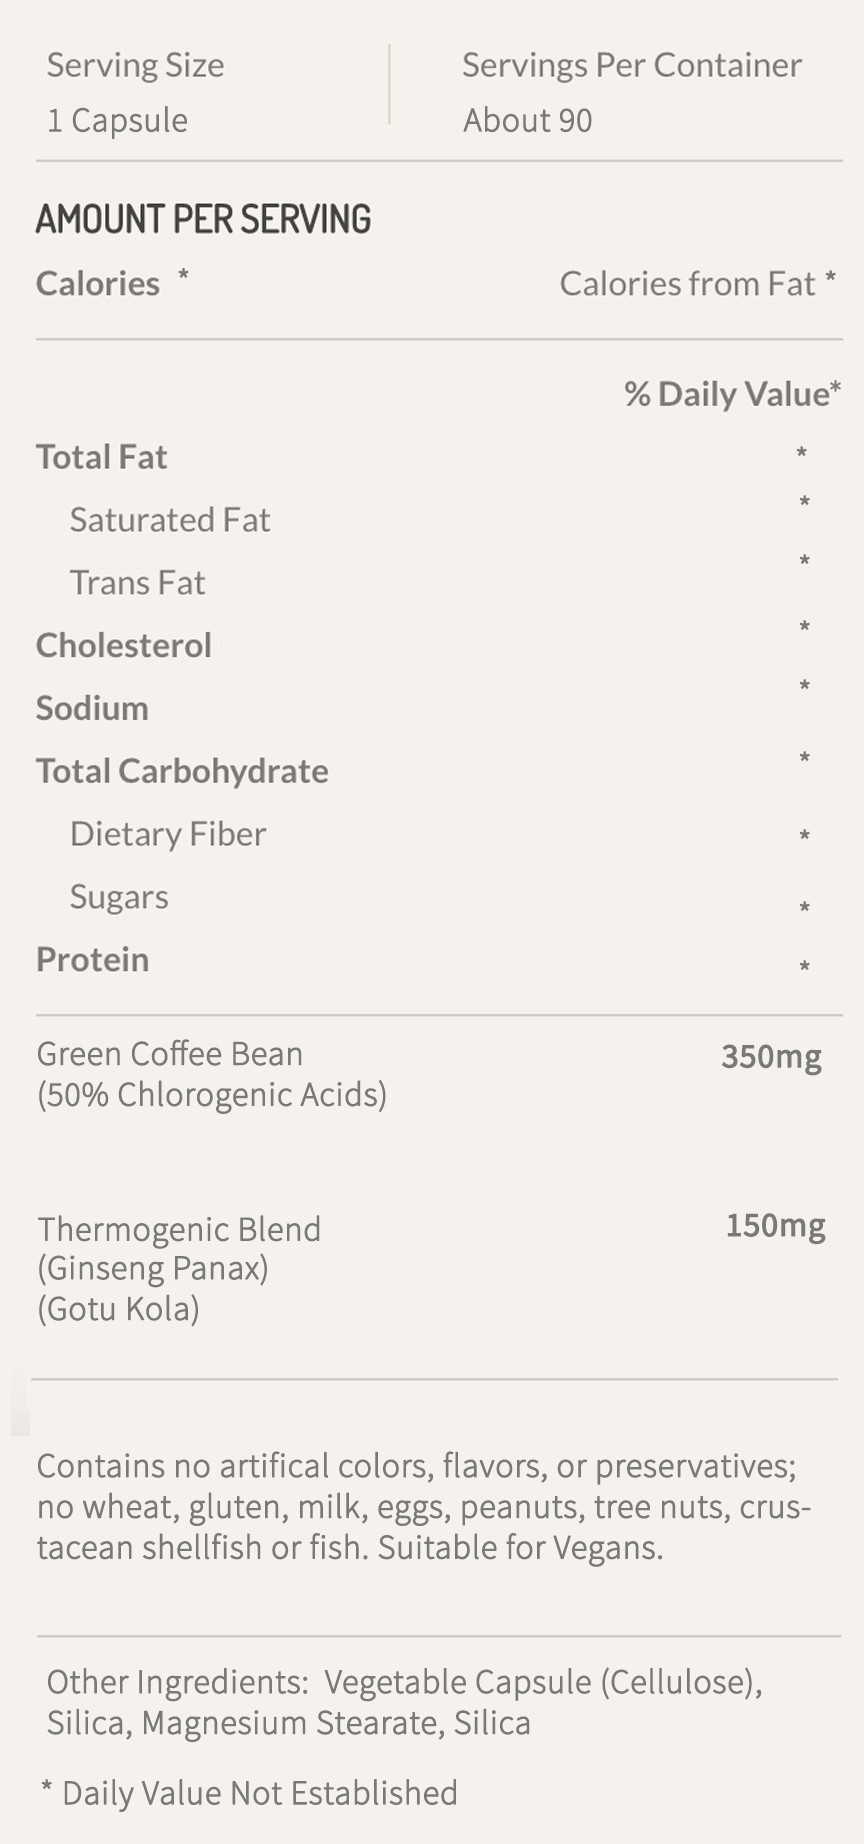 Serving Size Servings Per Container
1 Capsule About 90
AMOUNT PER SERVING
Calories * Calories from Fat *
% Daily Value*
Total Fat *
Saturated Fat *
Trans Fat *
Cholesterol *
Sodium *
Total Carbohydrate *
Dietary Fiber *
Sugars *
Protein *
Green Coffee Bean 350mg
(50% Chlorogenic Acids)
Thermogenic Blend 150mg
(Ginseng Panax)
(Gotu Kola)
Contains no artifical colors, flavors, or preservatives;
no wheat, gluten, milk, eggs, peanuts, tree nuts, crus-
tacean shellfish or fish. Suitable for Vegans.
Other Ingredients: Vegetable Capsule (Cellulose),
Silica, Magnesium Stearate, Silica
* Daily Value Not Established